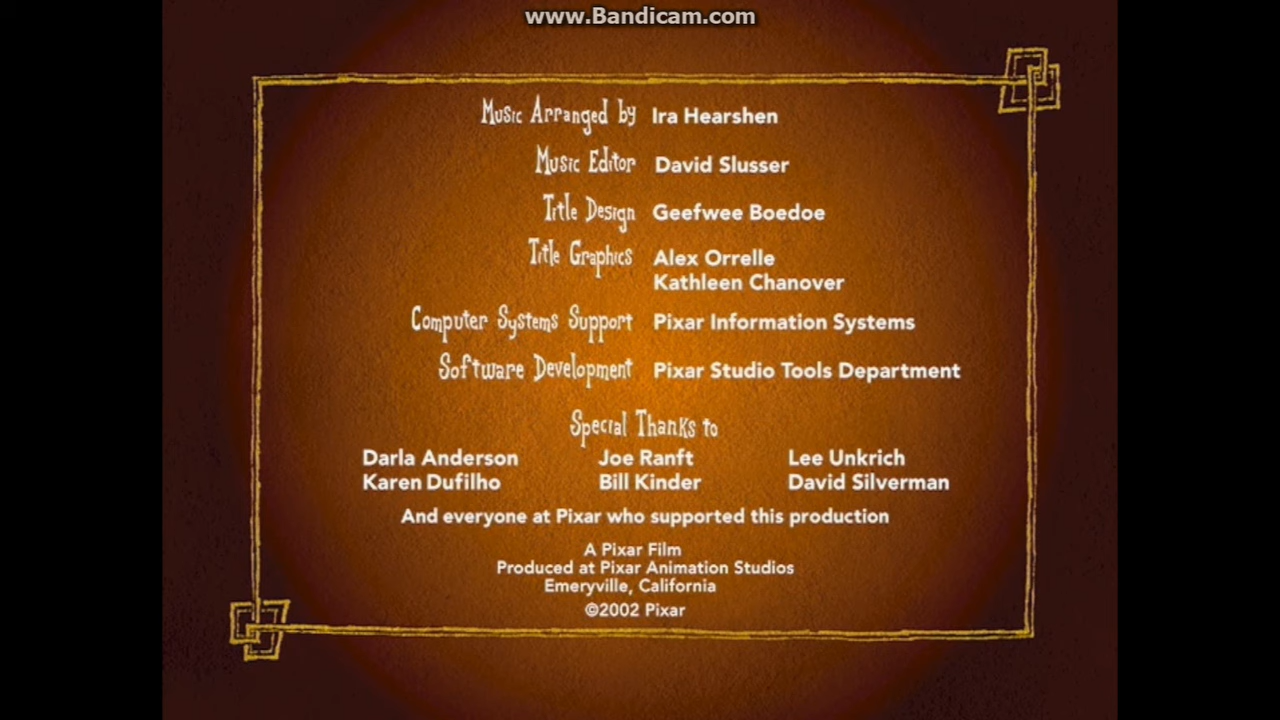 www.Bandicam.com
Music Arranged by Ira Hearshen
Music Editor David Slusser
Title Design Geefwee Boedoe
Title Graphics Alex Orrelle
Kathleen Chanover
Computer Systems Support Pixar Information Systems
Software Development Pixar Studio Tools Department
Special Thanks to
Darla Anderson Joe Ranft Lee Unkrich
Karen Dufilho Bill Kinder David Silverman
And everyone at Pixar who supported this production
A Pixar Film
Produced at Pixar Animation Studios
Emeryville, California
©2002 Pixar